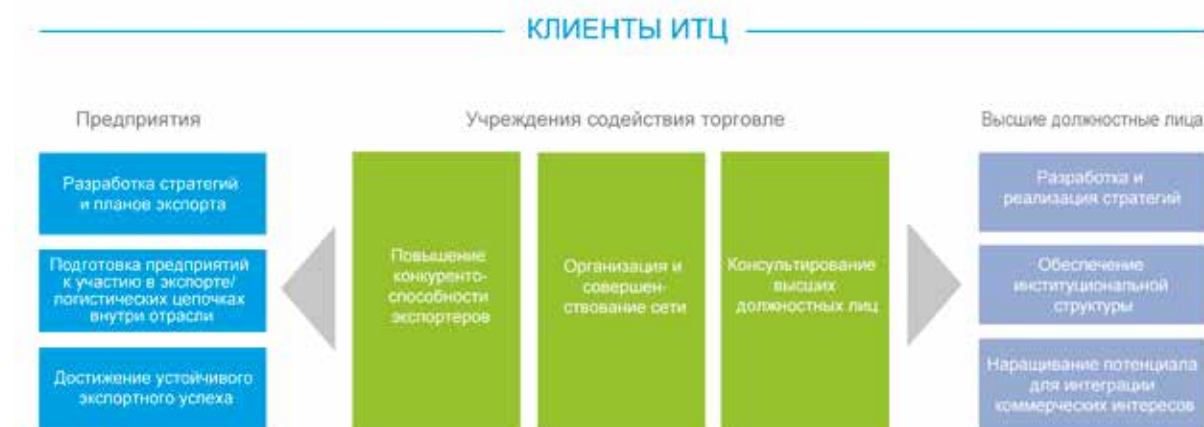 КЛИЕНТЫ ИТЦ
Предприятия
Учреждения содействия торговле
Высшие должностные лица
Разработка стратегий
и планов экспорта
Подготовка предприятий
к участию в экспорте/
логистических цепочках
внутри отрасли
Достижение устойчивого
экспортного успеха
Повышение
конкуренто-
способности
экспортеров
Организация и
совершен-
ствование сети
Консультирование
высших
должностных лиц
Разработка и
реализация стратегий
Обеспечение
институциональной
структуры
Наращивание потенциала
для интеграции
коммерческих интересов